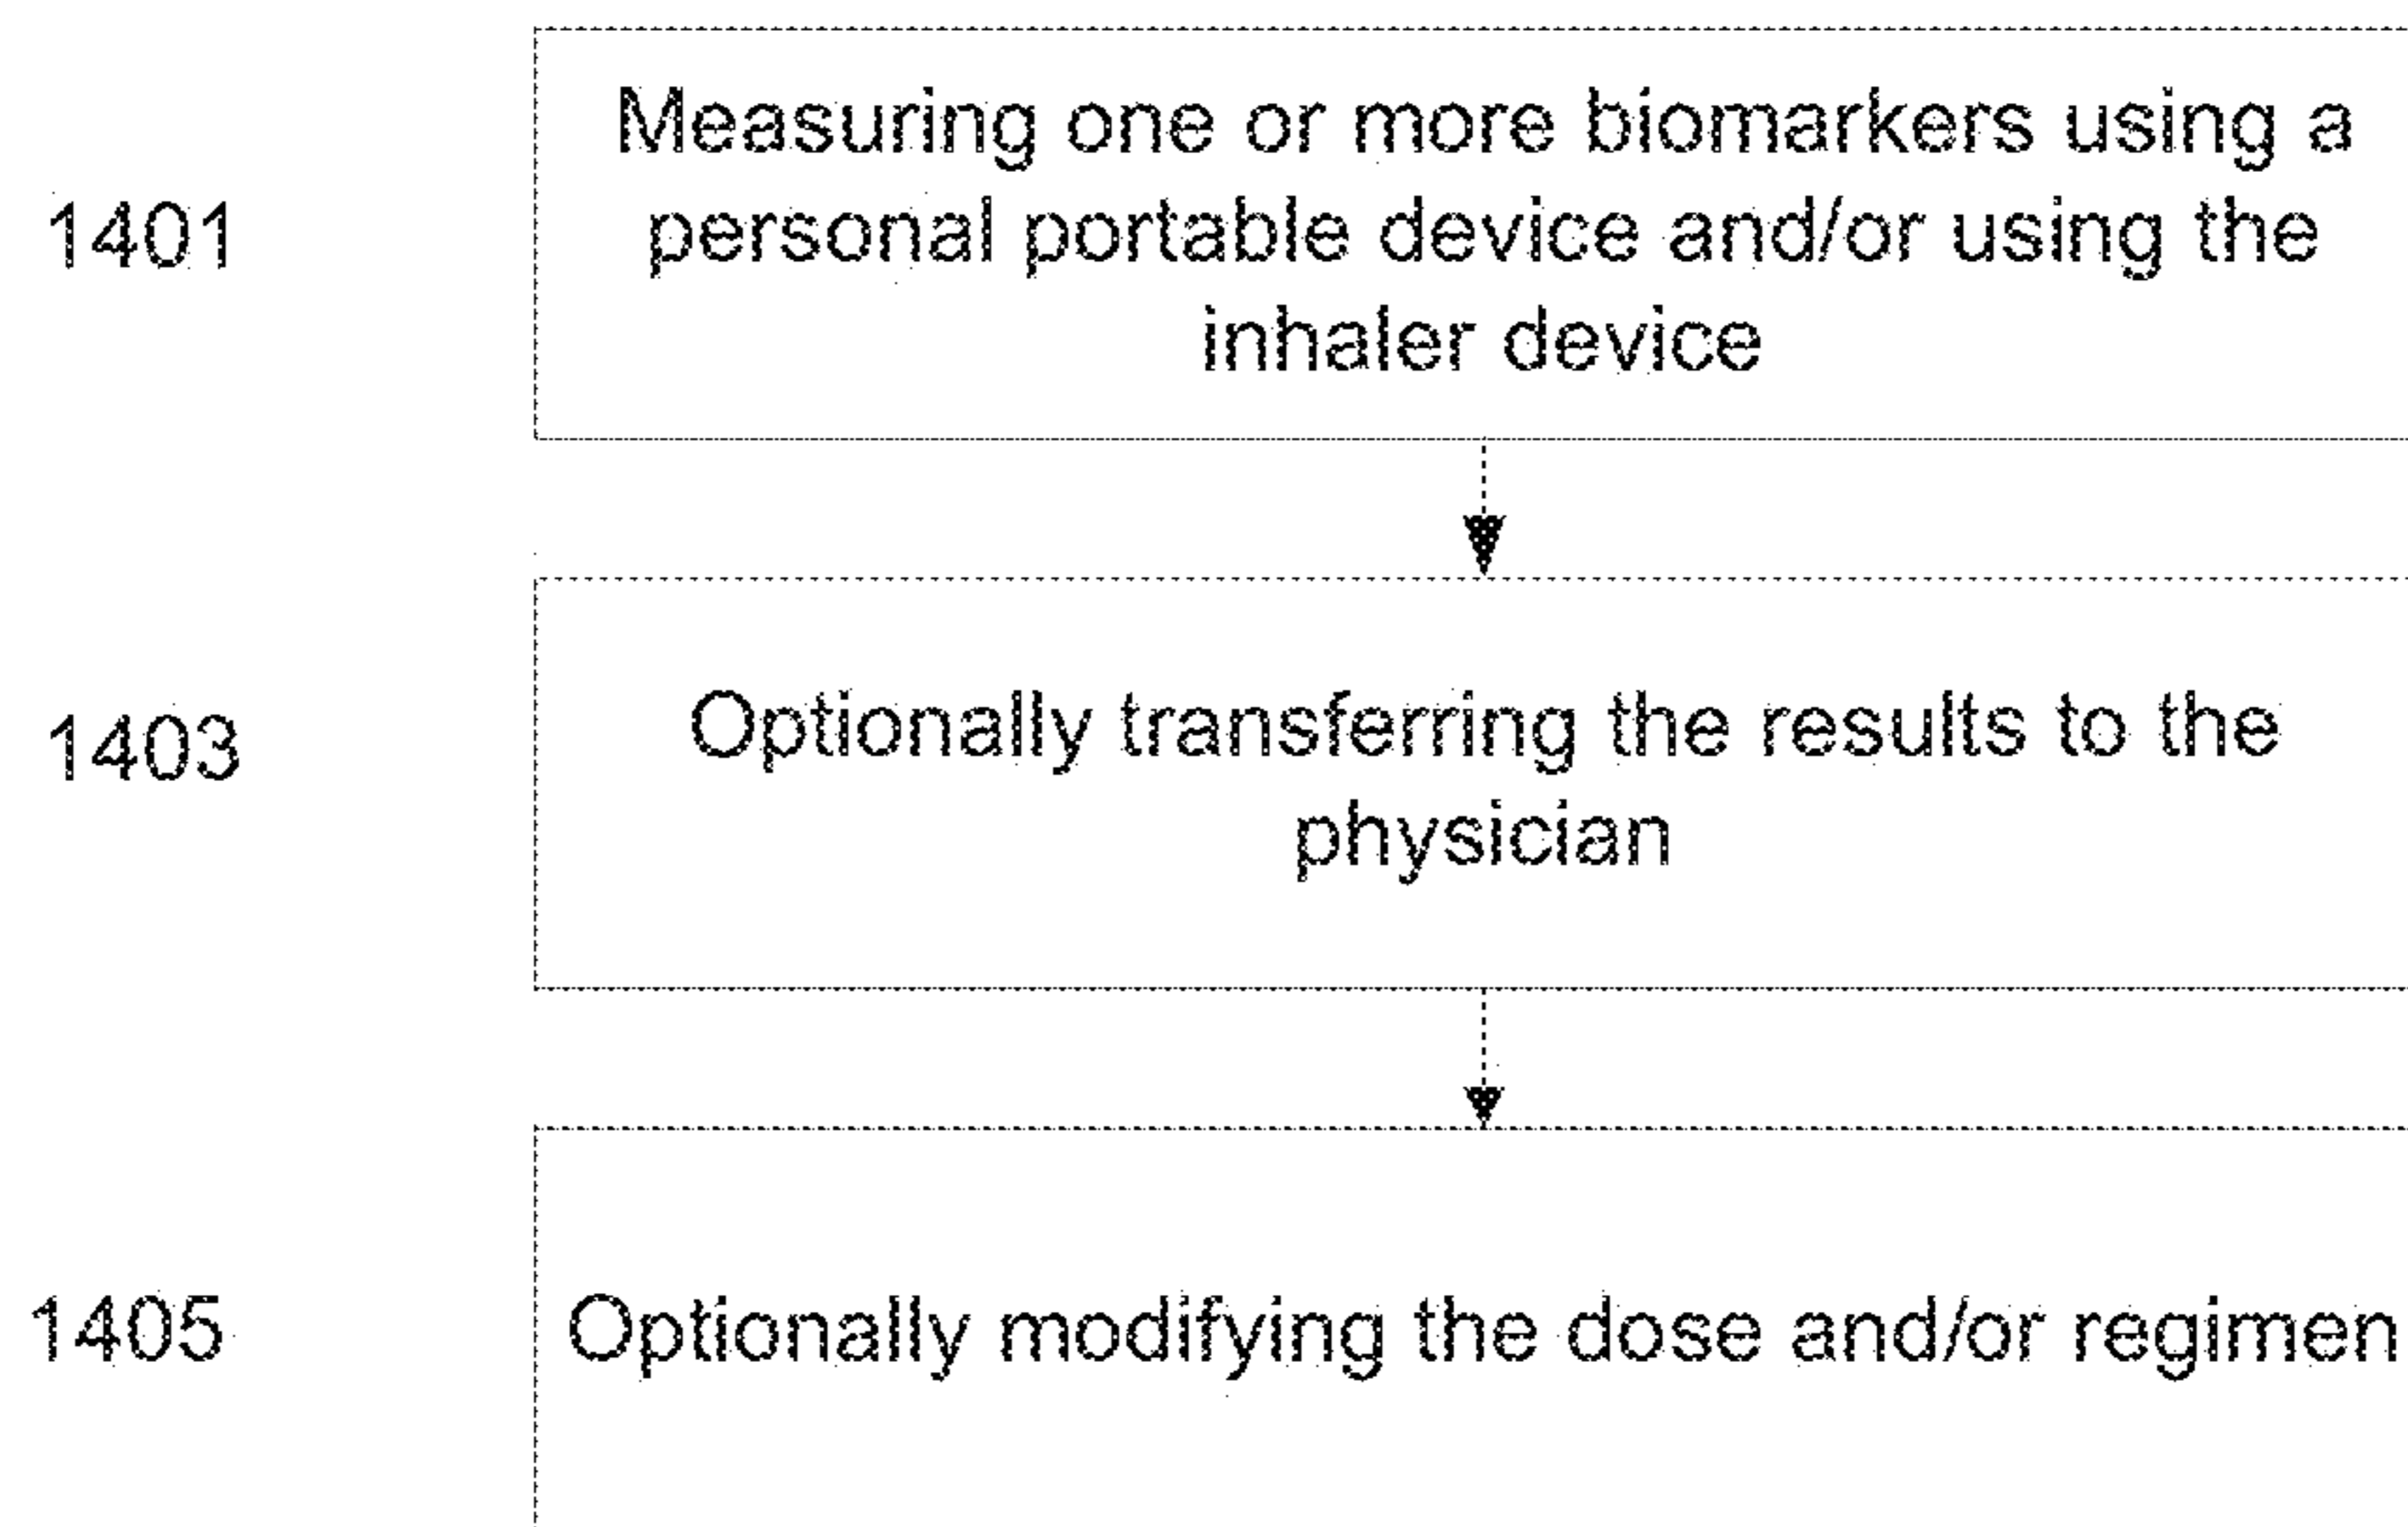 Measuring one or more biomarkers using a
1401
personal portable device and/or using the
inhaler device
Optionally transferring the results to the
1403
physician
1405
Optionally modifying the dose and/or regimen